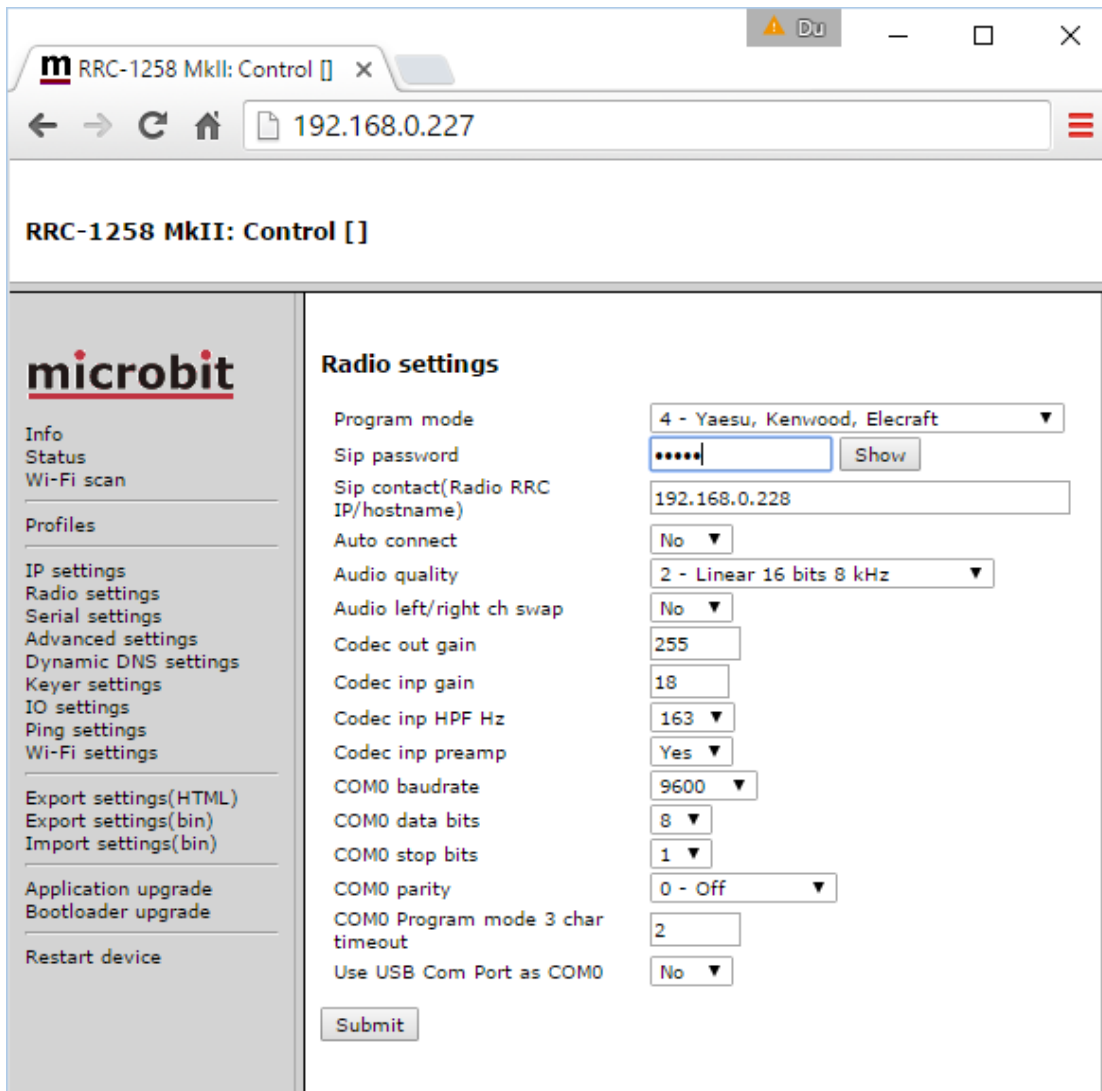 Du
RRC-1258 MkII: Control []
192.168.0.227
RRC-1258 MkII: Control []
microbit
Info
Status
Wi-Fi scan
Profiles
IP settings
Radio settings
Serial settings
Advanced settings
Dynamic DNS settings
Keyer settings
IO settings
Ping settings
Wi-Fi settings
Export settings(HTML)
Export settings(bin)
Import settings(bin)
Application upgrade
Bootloader upgrade
Restart device
Radio settings
Program mode 4 - Yaesu, Kenwood, Elecraft
Sip password ••••• Show
Sip contact(Radio RRC
IP/hostname) 192.168.0.228
Auto connect No
Audio quality 2 - Linear 16 bits 8 kHz
Audio left/right ch swap No
Codec out gain 255
Codec inp gain 18
Codec inp HPF Hz 163
Codec inp preamp Yes
COM0 baudrate 9600
COM0 data bits 8
COM0 stop bits 1
COM0 parity 0 - Off
COM0 Program mode 3 char
timeout 2
Use USB Com Port as COM0 No
Submit